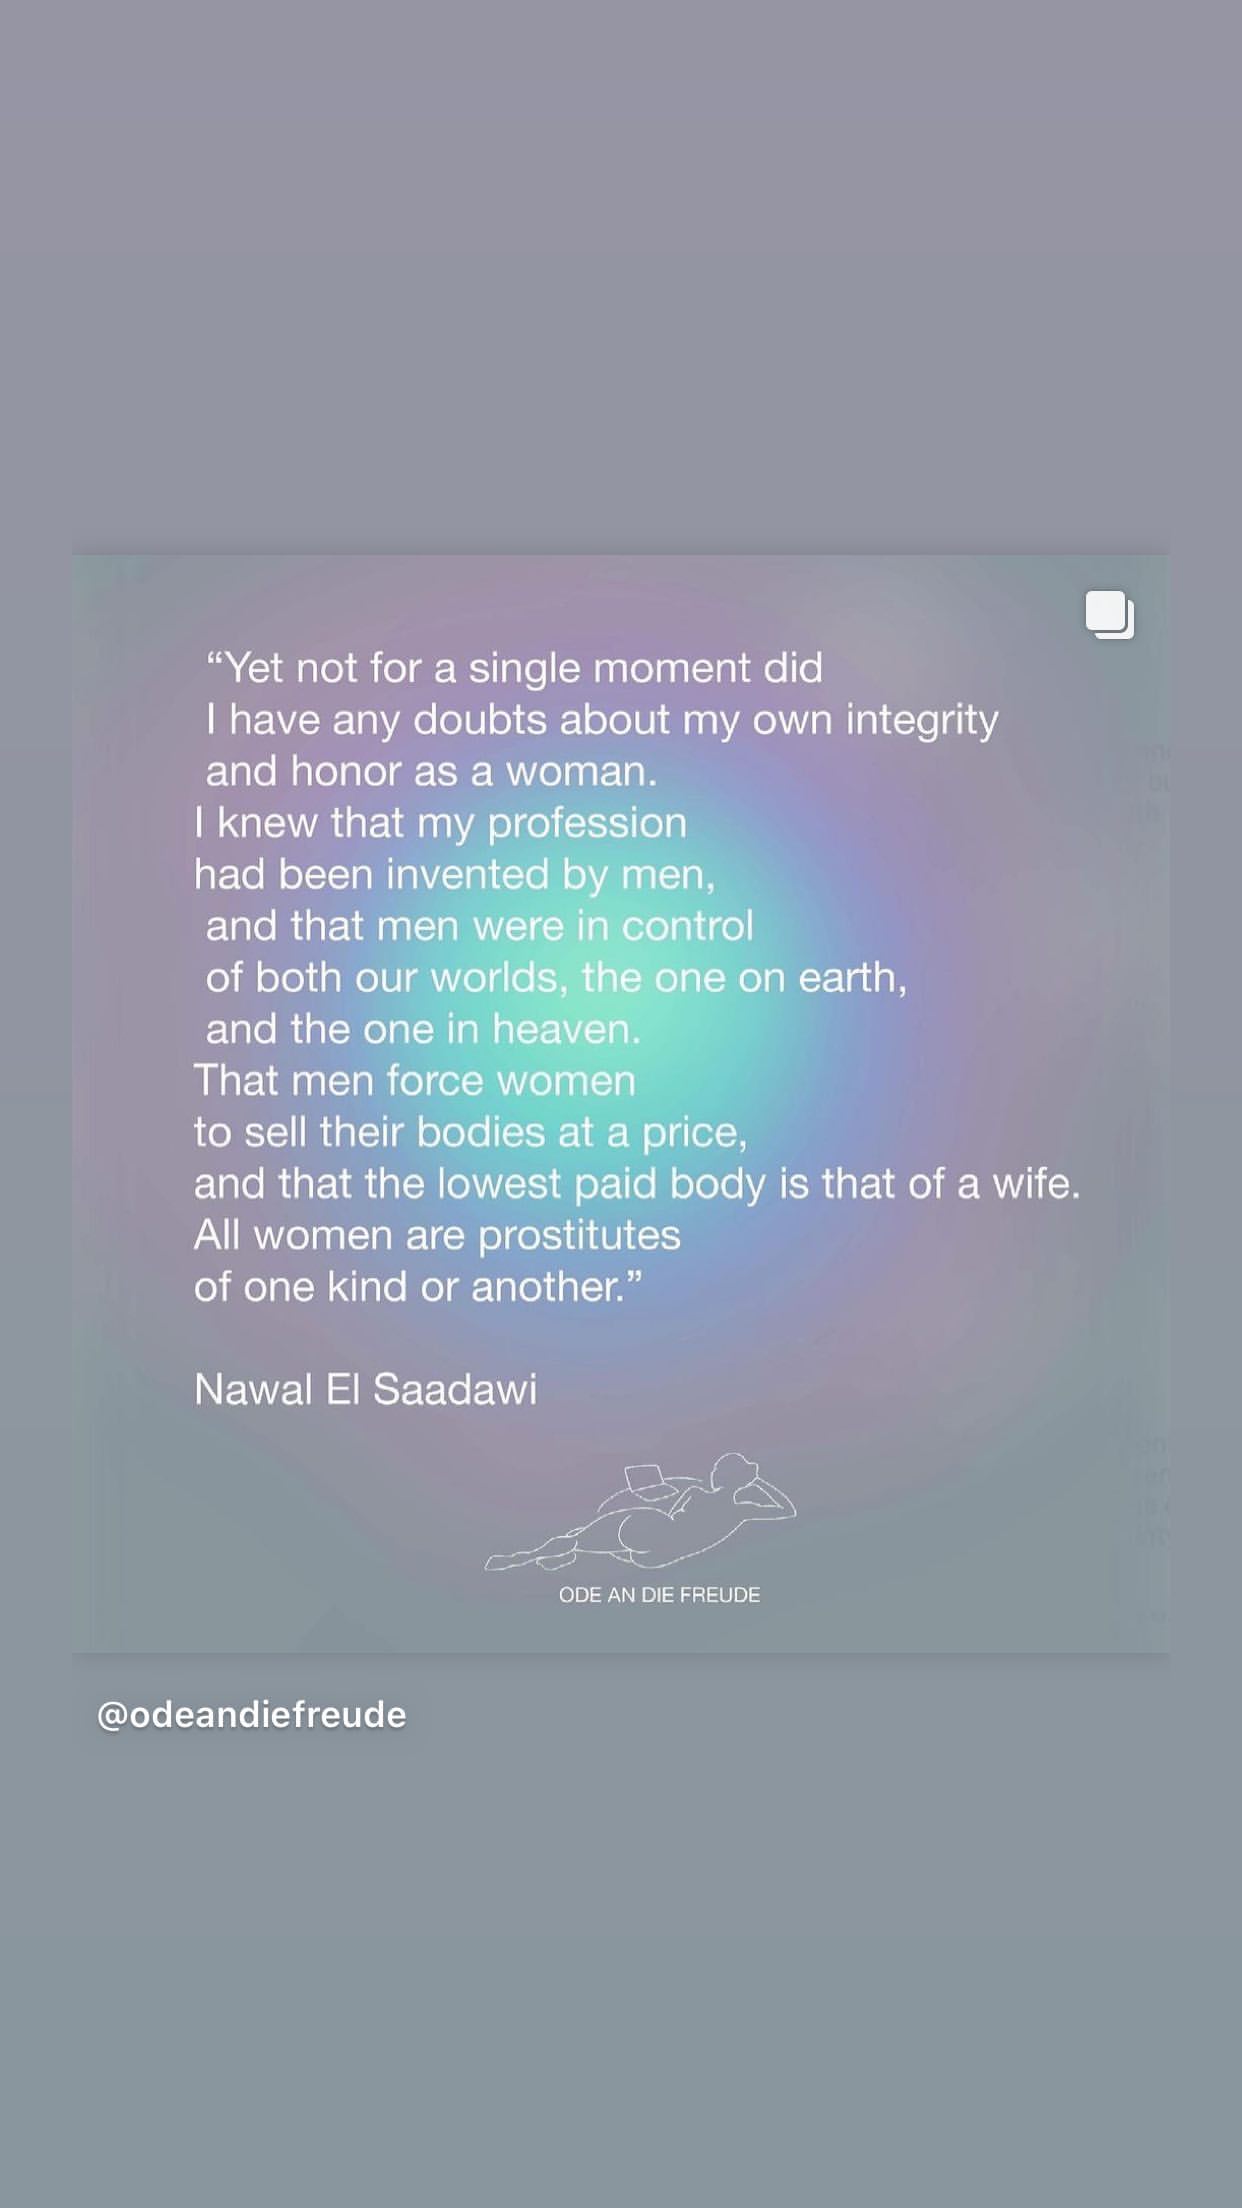 “Yet not for a single moment did
I have any doubts about my own integrity
and honor as a woman.
I knew that my profession
had been invented by men,
and that men were in control
of both our worlds, the one on earth,
and the one in heaven.
That men force women
to sell their bodies at a price,
and that the lowest paid body is that of a wife.
All women are prostitutes
of one kind or another.”
Nawal El Saadawi
ODE AN DIE FREUDE
@odeandiefreude